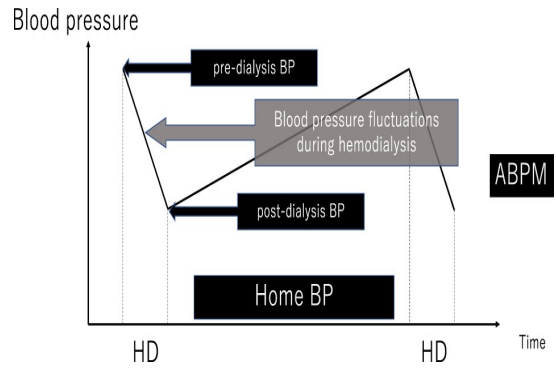 Blood pressure
pre-dialysis BP
Blood pressure fluctuations
during hemodialysis
ABPM
post-dialysis BP
Home BP
Time
HD
HD